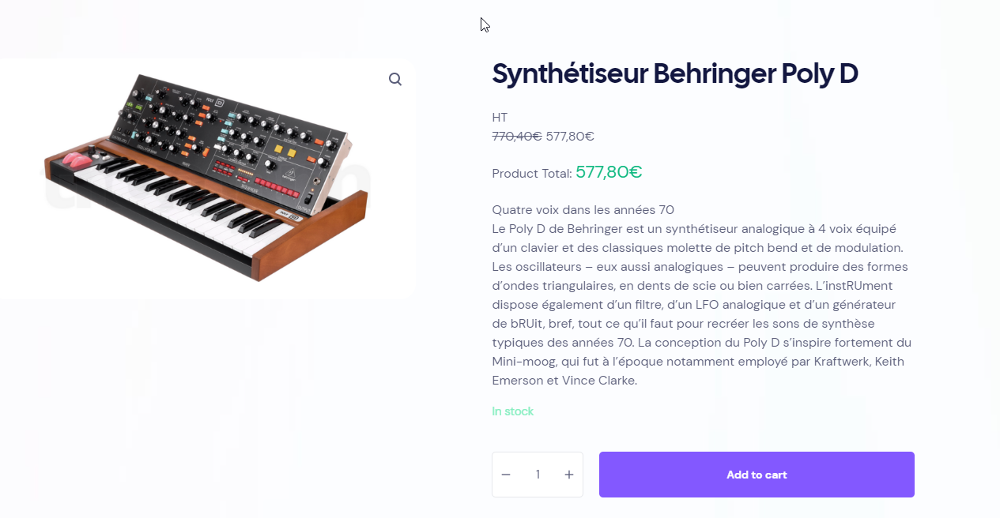 Synthétiseur Behringer Poly D
HT
770,40€ 577,80€
Product Total: 577,80€
Quatre voix dans les années 70
Le Poly D de Behringer est un synthétiseur analogique à 4 voix équipé
d’un clavier et des classiques molette de pitch bend et de modulation.
Les oscillateurs – eux aussi analogiques – peuvent produire des formes
d’ondes triangulaires, en dents de scie ou bien carrées. L’instRUment
dispose également d’un filtre, d’un LFO analogique et d’un générateur
de bRUit, bref, tout ce qu’il faut pour recréer les sons de synthèse
typiques des années 70. La conception du Poly D s’inspire fortement du
Mini-moog, qui fut à l’époque notamment employé par Kraftwerk, Keith
Emerson et Vince Clarke.
In stock
1
Add to cart